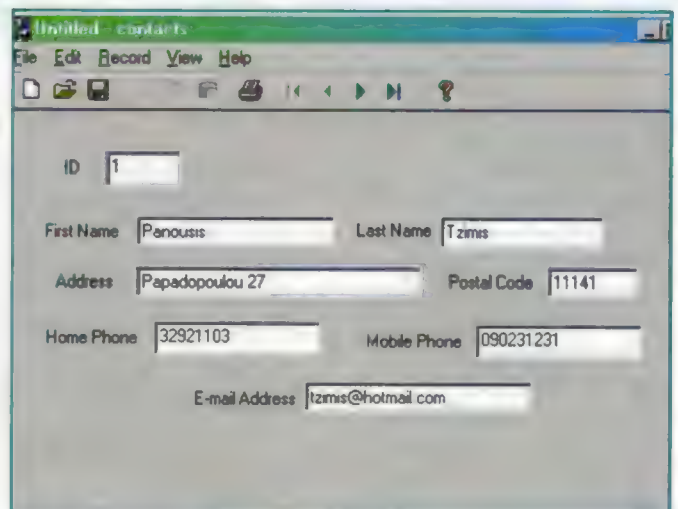 Untitled - contacts
File Edit Record View Help
ID 1
First Name Panousis Last Name Tzimis
Address Papadopoulou 27 Postal Code 11141
Home Phone 32921103 Mobile Phone 090231231
E-mail Address tzimis@hotmail.com